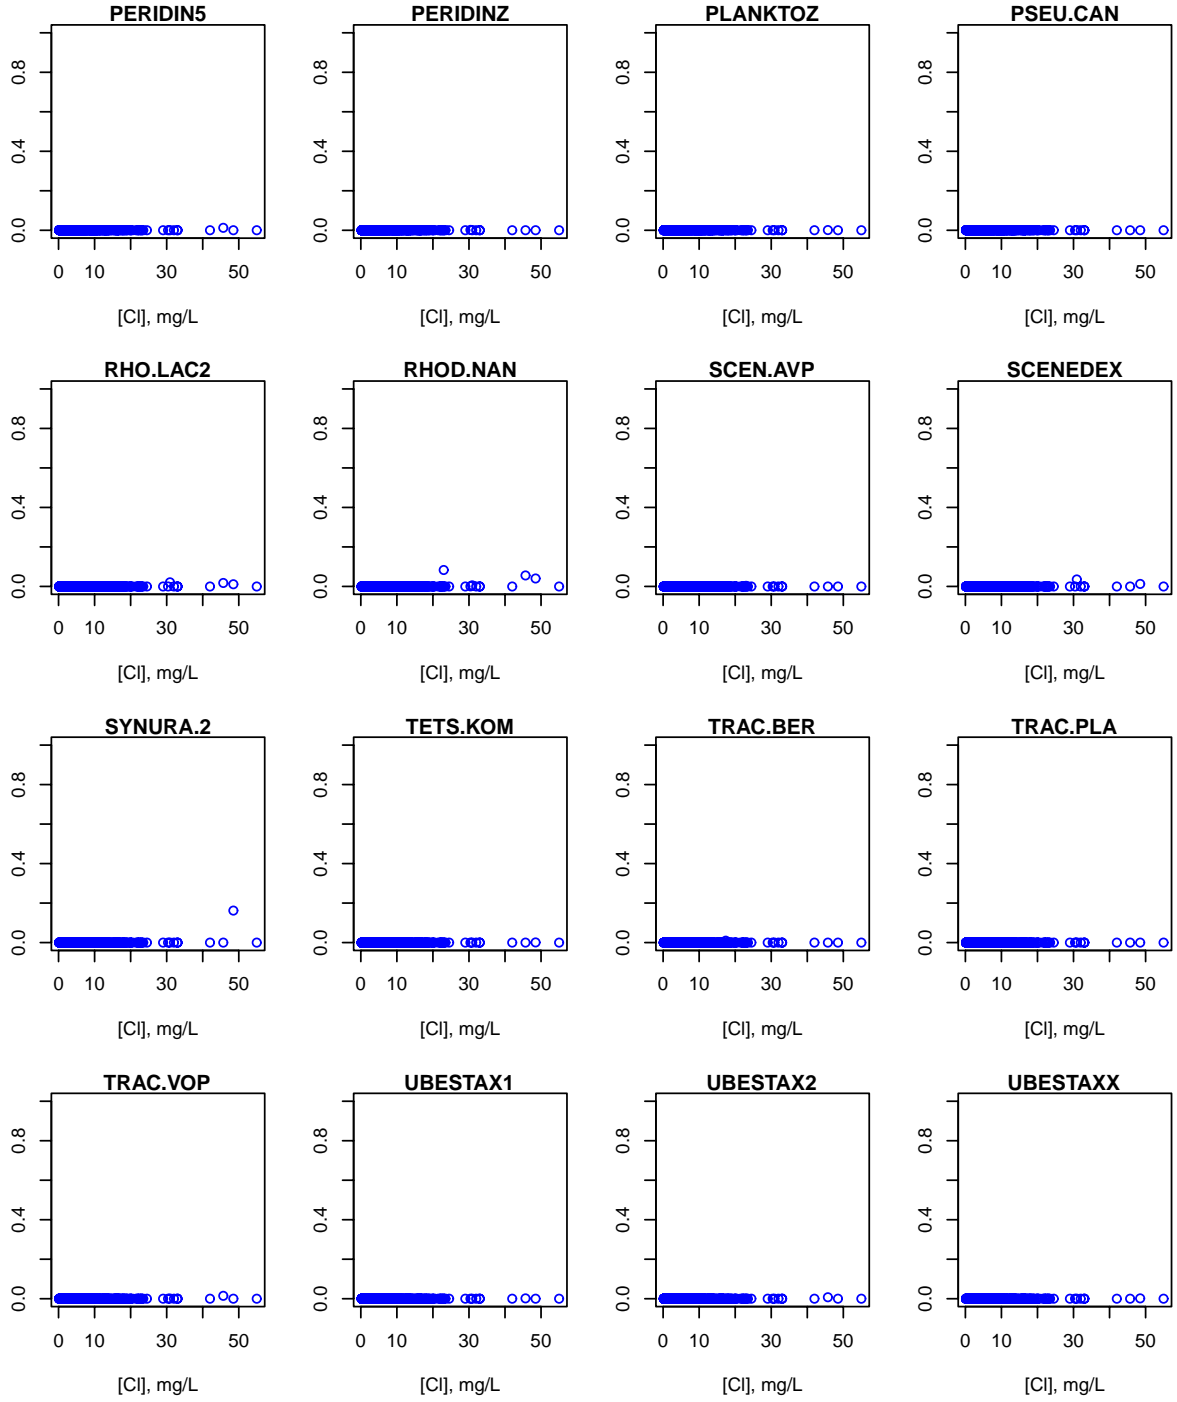 PERIDIN5 PERIDINZ PLANKTOZ PSEU.CAN
0.8 0.8 0.8 0.8
0.4 0.4 0.4 0.4
0.0 0.0 0.0 0.0
0 10 30 50 0 10 30 50 0 10 30 50 0 10 30 50
[Cl], mg/L [Cl], mg/L [Cl], mg/L [Cl], mg/L
RHO.LAC2 RHOD.NAN SCEN.AVP SCENEDEX
0.8 0.8 0.8 0.8
0.4 0.4 0.4 0.4
0.0 0.0 0.0 0.0
0 10 30 50 0 10 30 50 0 10 30 50 0 10 30 50
[Cl], mg/L [Cl], mg/L [Cl], mg/L [Cl], mg/L
SYNURA.2 TETS.KOM TRAC.BER TRAC.PLA
0.8 0.8 0.8 0.8
0.4 0.4 0.4 0.4
0.0 0.0 0.0 0.0
0 10 30 50 0 10 30 50 0 10 30 50 0 10 30 50
[Cl], mg/L [Cl], mg/L [Cl], mg/L [Cl], mg/L
TRAC.VOP UBESTAX1 UBESTAX2 UBESTAXX
0.8 0.8 0.8 0.8
0.4 0.4 0.4 0.4
0.0 0.0 0.0 0.0
0 10 30 50 0 10 30 50 0 10 30 50 0 10 30 50
[Cl], mg/L [Cl], mg/L [Cl], mg/L [Cl], mg/L